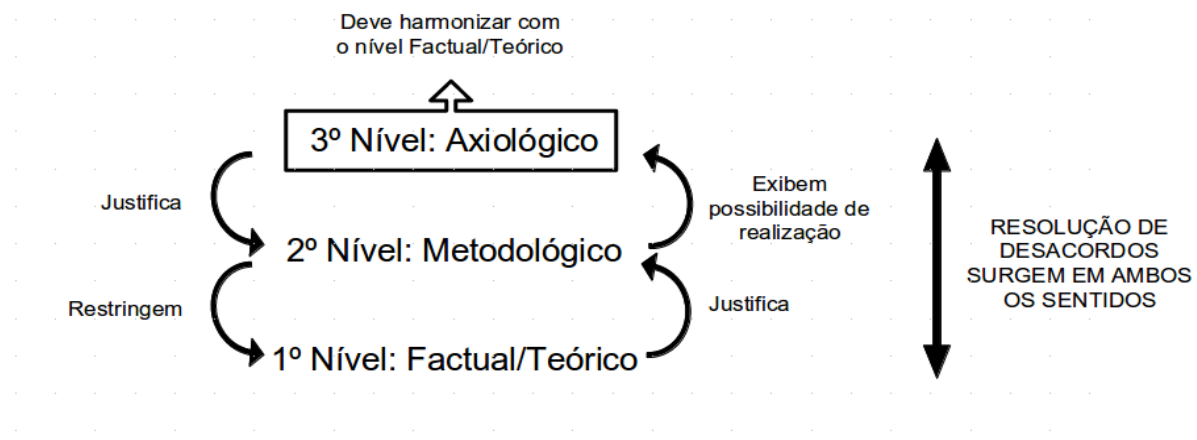 Deve harmonizar com
o nível Factual/Teórico
3º Nível: Axiológico
Justifica
Exibem
possibilidade de
realização
2º Nível: Metodológico
RESOLUÇÃO DE
DESACORDOS
SURGEM EM AMBOS
OS SENTIDOS
Restringem
Justifica
1º Nível: Factual/Teórico